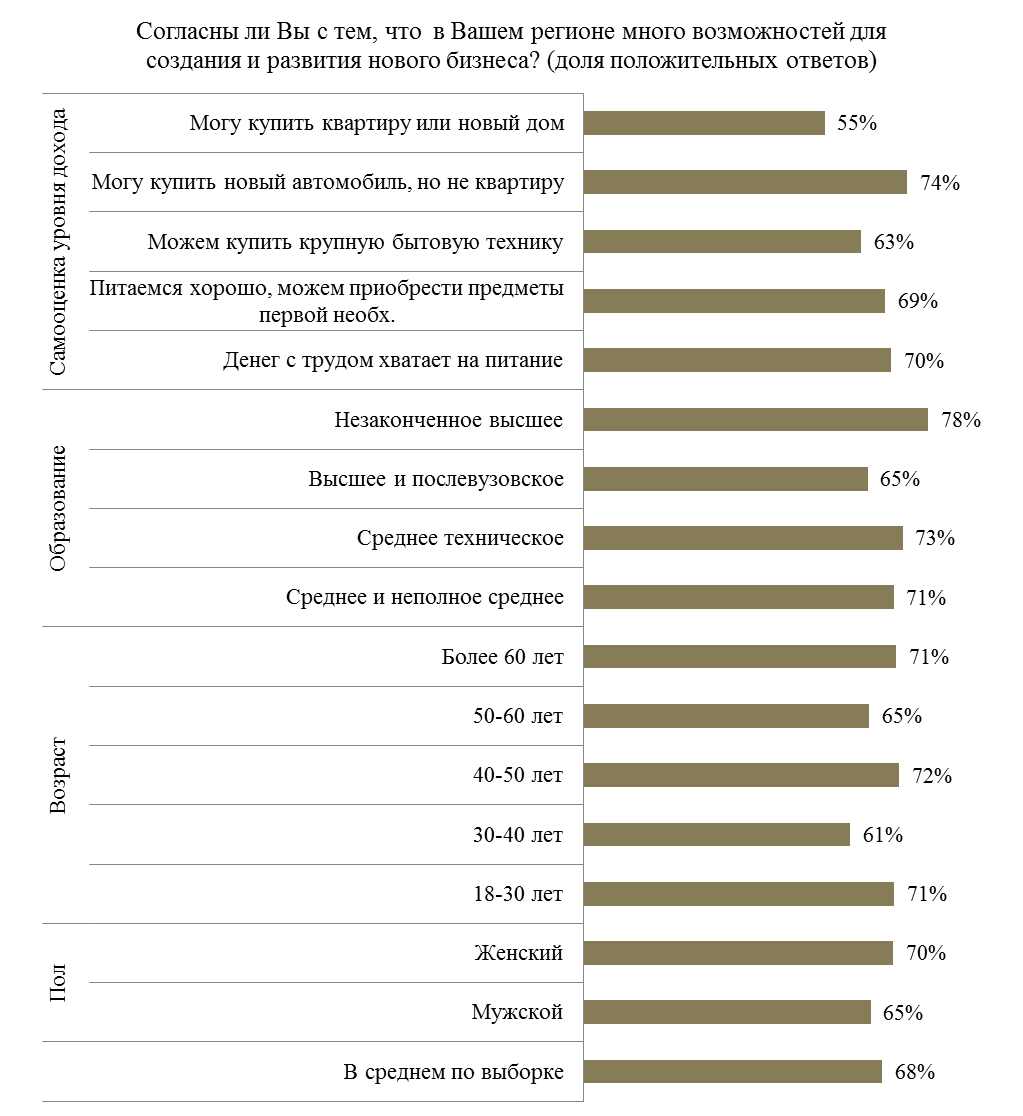 Согласны ли Вы с тем, что в Вашем регионе много возможностей для
создания и развития нового бизнеса? (доля положительных ответов)
Самооценка уровня дохода
Могу купить квартиру или новый дом 55%
Могу купить новый автомобиль, но не квартиру 74%
Можем купить крупную бытовую технику 63%
Питаемся хорошо, можем приобрести предметы
первой необх. 69%
Денег с трудом хватает на питание 70%
Образование
Незаконченное высшее 78%
Высшее и послевузовское 65%
Среднее техническое 73%
Среднее и неполное среднее 71%
Возраст
Более 60 лет 71%
50-60 лет 65%
40-50 лет 72%
30-40 лет 61%
18-30 лет 71%
Пол
Женский 70%
Мужской 65%
В среднем по выборке 68%